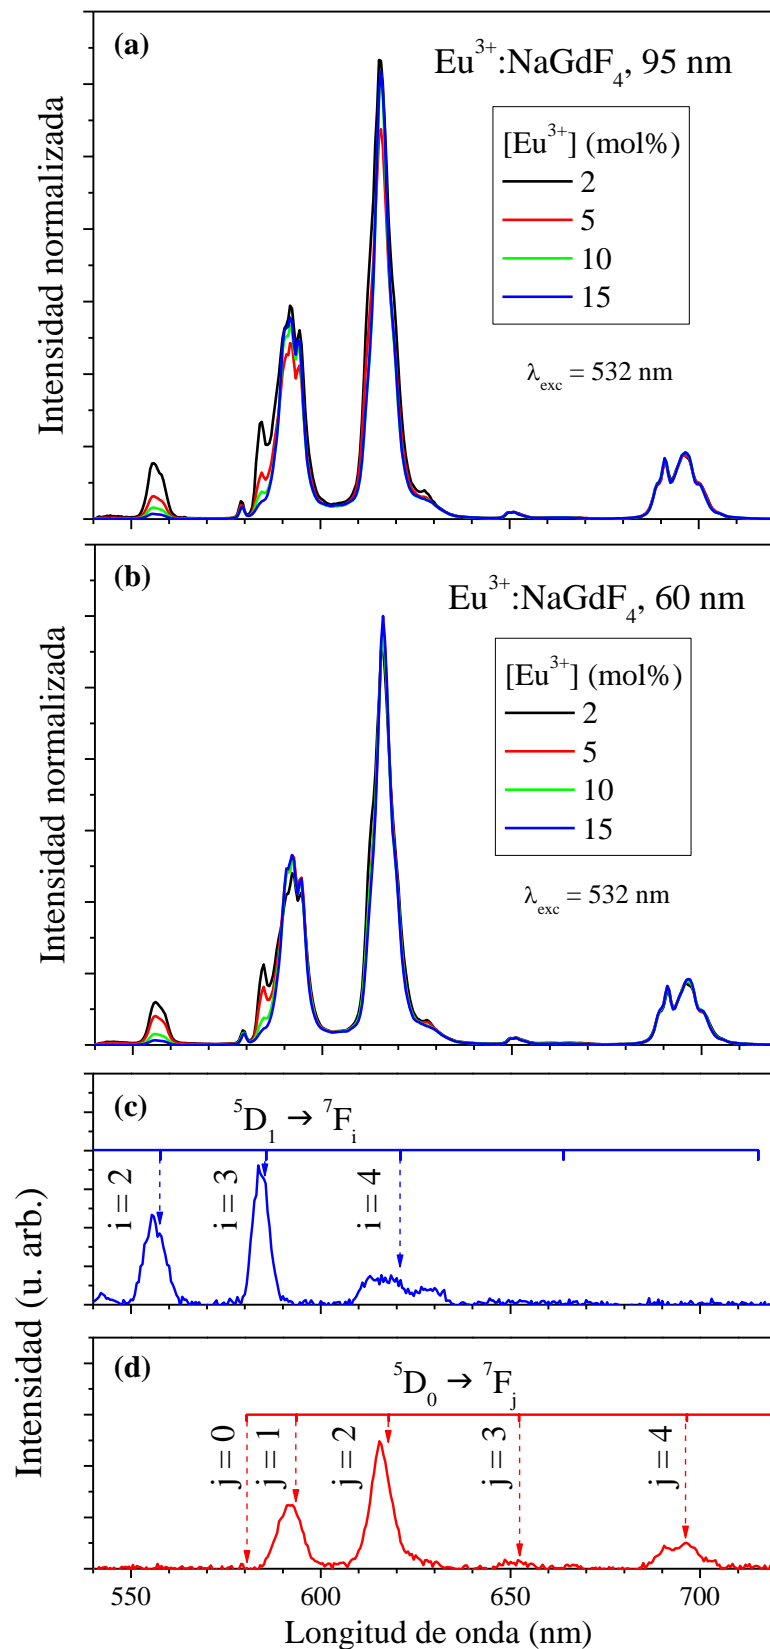 (a)
Eu³⁺:NaGdF₄, 95 nm
[Eu³⁺] (mol%)
2
5
10
15
λexc = 532 nm
Intensidad normalizada
(b)
Eu³⁺:NaGdF₄, 60 nm
[Eu³⁺] (mol%)
2
5
10
15
λexc = 532 nm
Intensidad normalizada
(c)
⁵D₁ → ⁷Fᵢ
i = 2
i = 3
i = 4
Intensidad (u. arb.)
(d)
⁵D₀ → ⁷Fⱼ
j = 0
j = 1
j = 2
j = 3
j = 4
550 600 650 700
Longitud de onda (nm)